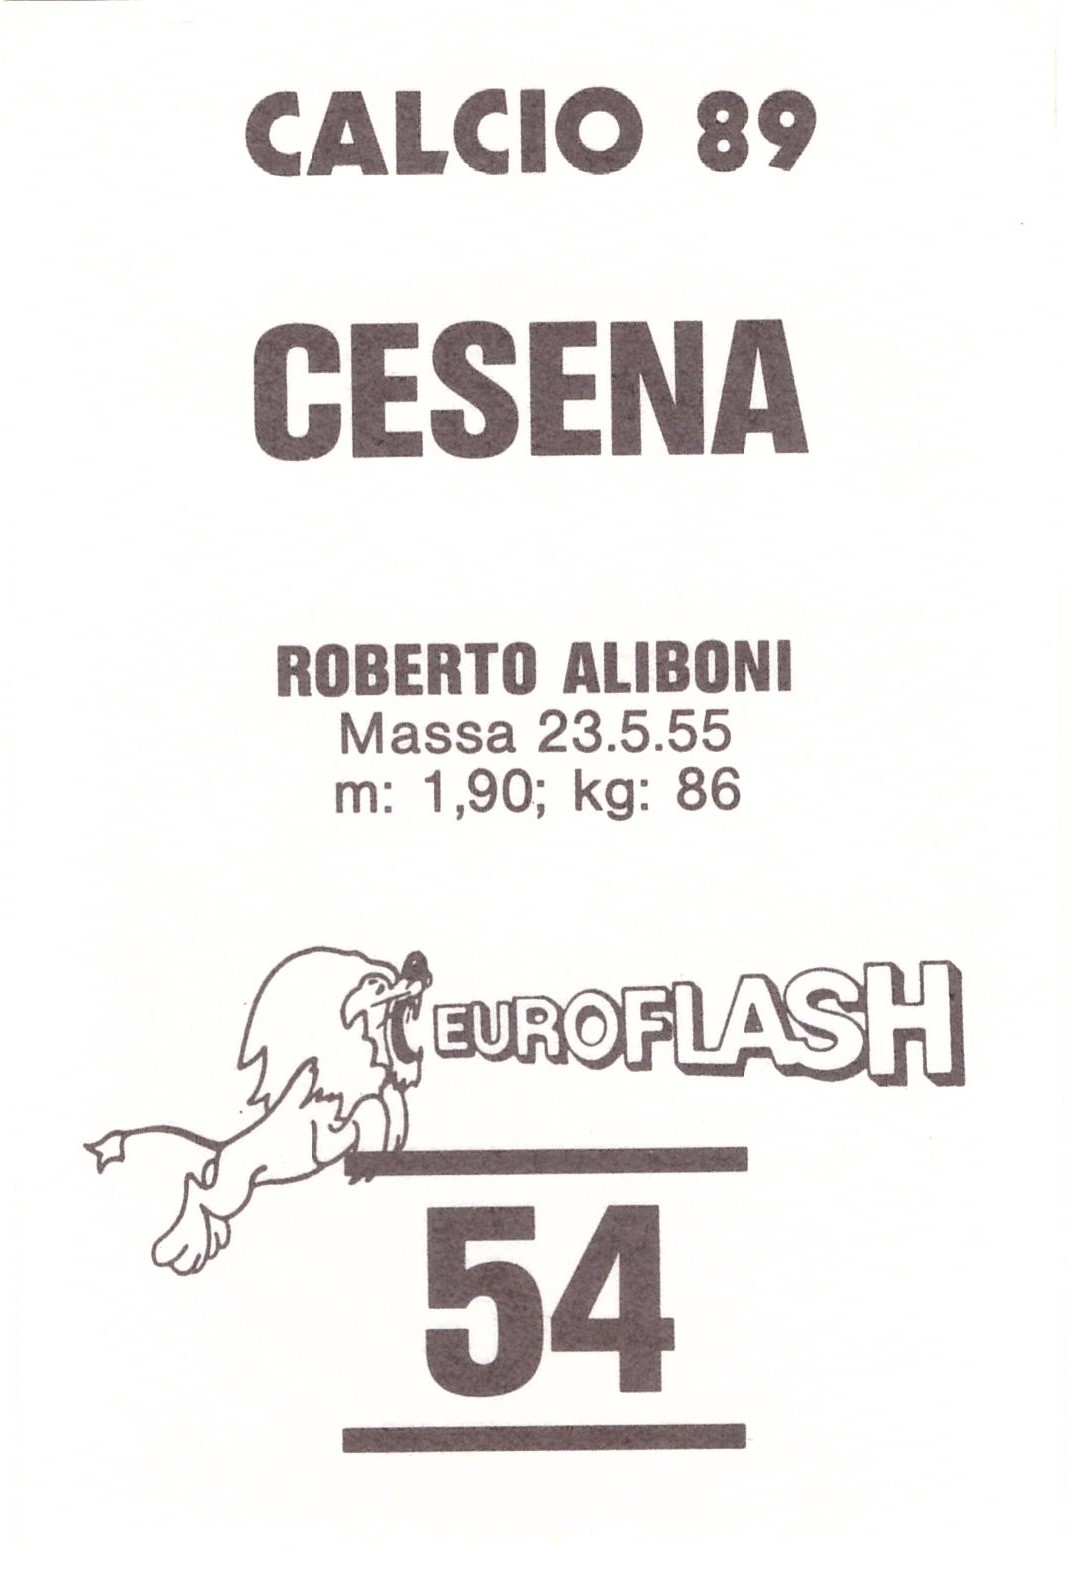 CALCIO 89
CESENA
ROBERTO ALIBONI
Massa 23.5.55
m: 1,90; kg: 86
EUROFLASH
54